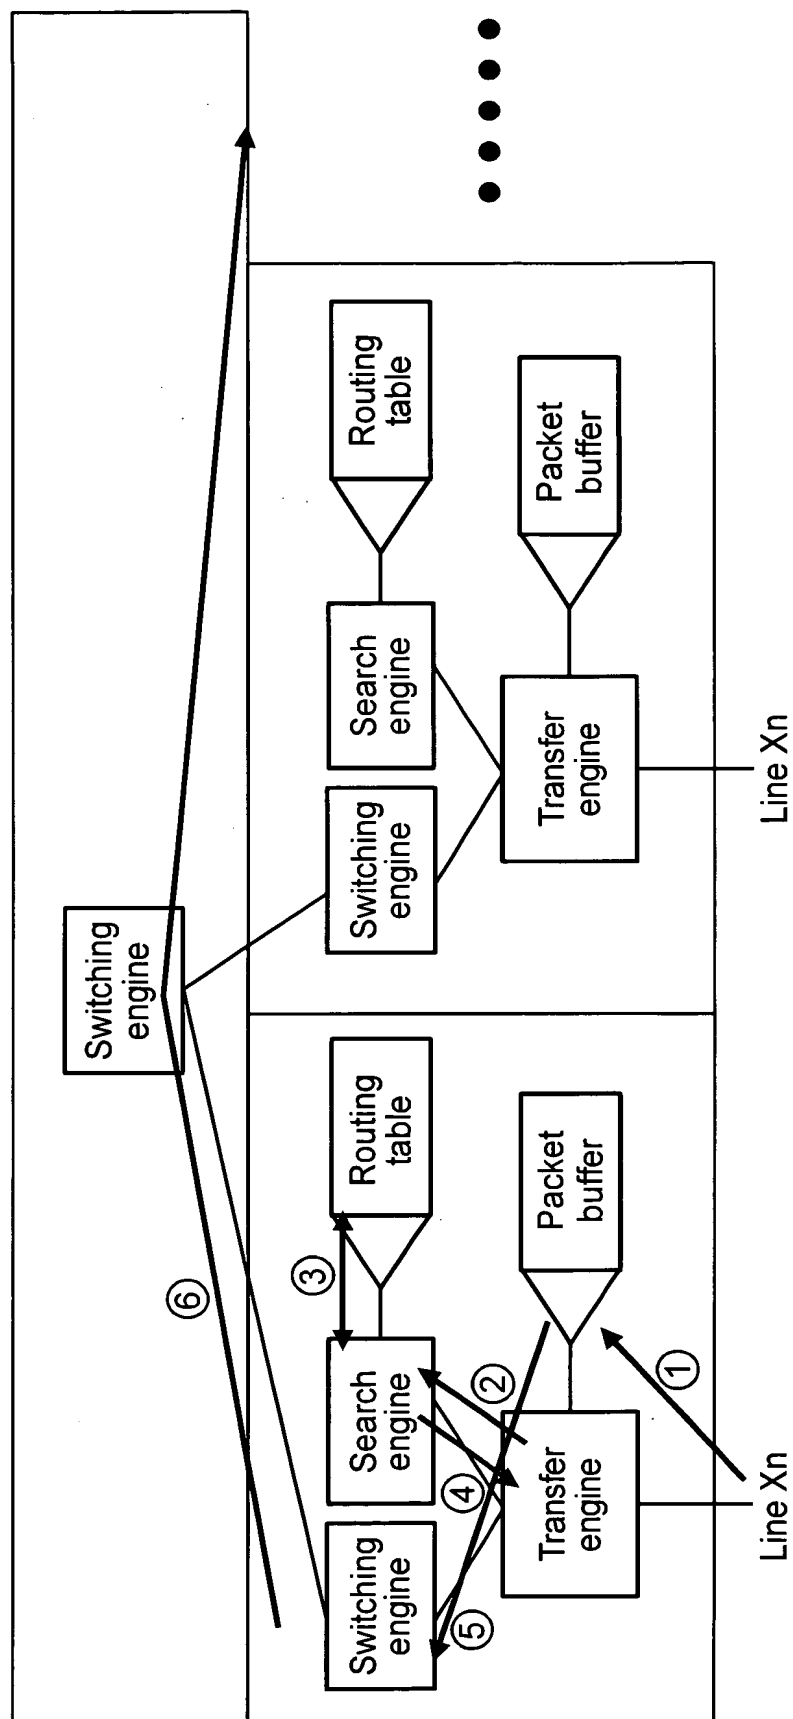 Switching
engine
⑥
③
Switching
engine
Search
engine
Routing
table
Switching
engine
Search
engine
Routing
table
⑤
④
②
Transfer
engine
Packet
buffer
Transfer
engine
Packet
buffer
①
Line Xn
Line Xn